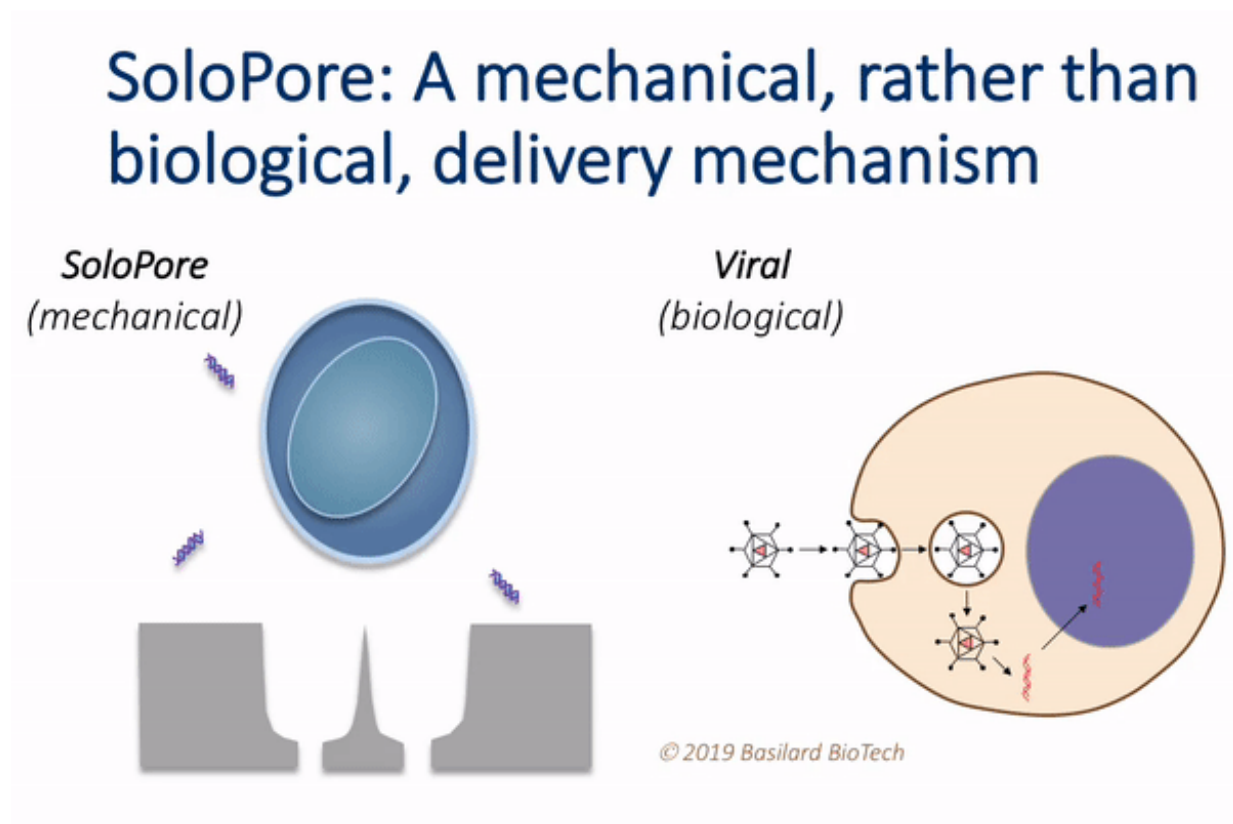 SoloPore: A mechanical, rather than
biological, delivery mechanism
SoloPore
(mechanical)
Viral
(biological)
© 2019 Basilard BioTech